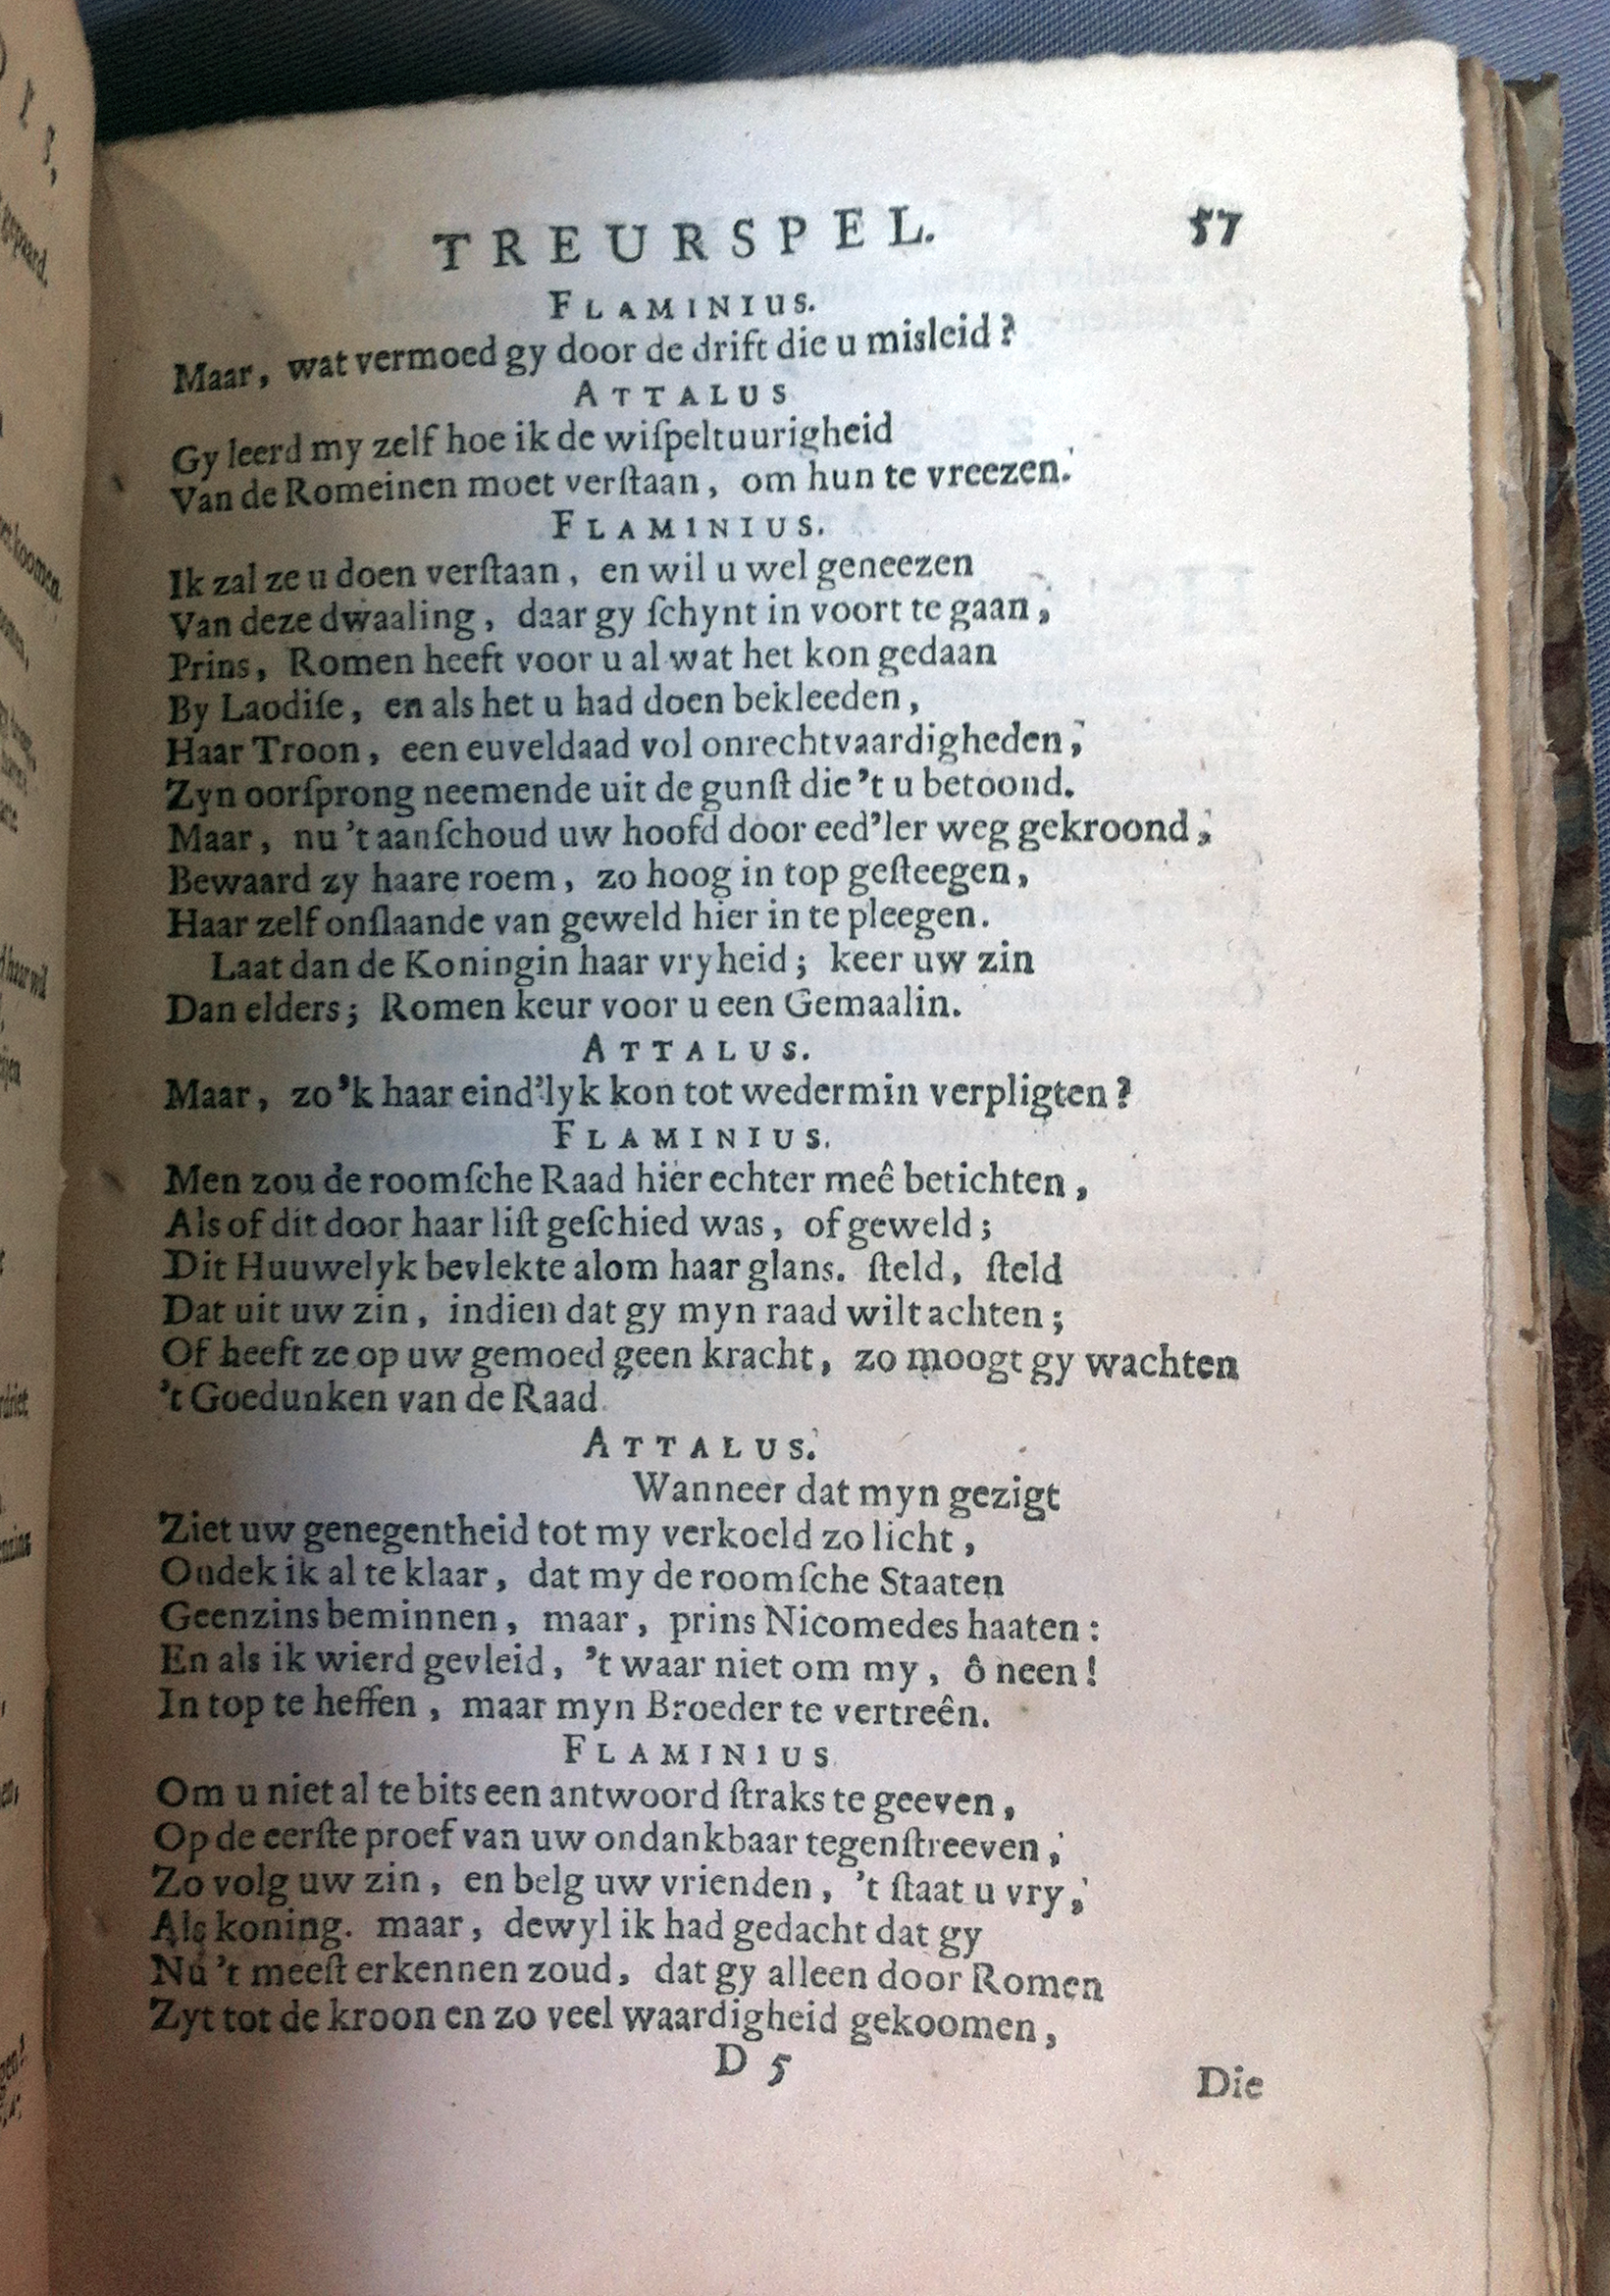 TREURSPEL. 57
FLAMINIUS.
Maar, wat vermoed gy door de drift die u misleid?
ATTALUS
Gy leerd my zelf hoe ik de wiſpeltuurigheid
Van de Romeinen moet verſtaan, om hun te vreezen.
FLAMINIUS.
Ik zal ze u doen verſtaan, en wil u wel geneezen
Van deze dwaaling, daar gy ſchynt in voort te gaan,
Prins, Romen heeft voor u al wat het kon gedaan
By Laodiſe, en als het u had doen bekleeden,
Haar Troon, een euveldaad vol onrechtvaardigheden,
Zyn oorſprong neemende uit de gunſt die 't u betoond.
Maar, nu 't aanſchoud uw hoofd door eed'ler weg gekroond,
Bewaard zy haare roem, zo hoog in top geſteegen,
Haar zelf onſlaande van geweld hier in te pleegen.
Laat dan de Koningin haar vryheid; keer uw zin
Dan elders; Romen keur voor u een Gemaalin.
ATTALUS.
Maar, zo 'k haar eind'lyk kon tot wedermin verpligten?
FLAMINIUS.
Men zou de roomſche Raad hier echter meê betichten,
Als of dit door haar liſt geſchied was, of geweld;
Dit Huuwelyk bevlekte alom haar glans. ſteld, ſteld
Dat uit uw zin, indien dat gy myn raad wilt achten;
Of heeft ze op uw gemoed geen kracht, zo moogt gy wachten
't Goedunken van de Raad.
ATTALUS.
Wanneer dat myn gezigt
Ziet uw genegentheid tot my verkoeld zo licht,
Ondek ik al te klaar, dat my de roomſche Staaten
Geenzins beminnen, maar, prins Nicomedes haaten:
En als ik wierd gevleid, 't waar niet om my, ô neen!
In top te heffen, maar myn Broeder te vertreên.
FLAMINIUS
Om u niet al te bits een antwoord ſtraks te geeven,
Op de eerſte proef van uw ondankbaar tegenſtreeven,
Zo volg uw zin, en belg uw vrienden, 't ſtaat u vry,
Als koning. maar, dewyl ik had gedacht dat gy
Nu 't meeſt erkennen zoud, dat gy alleen door Romen
Zyt tot de kroon en zo veel waardigheid gekoomen,
D 5
Die